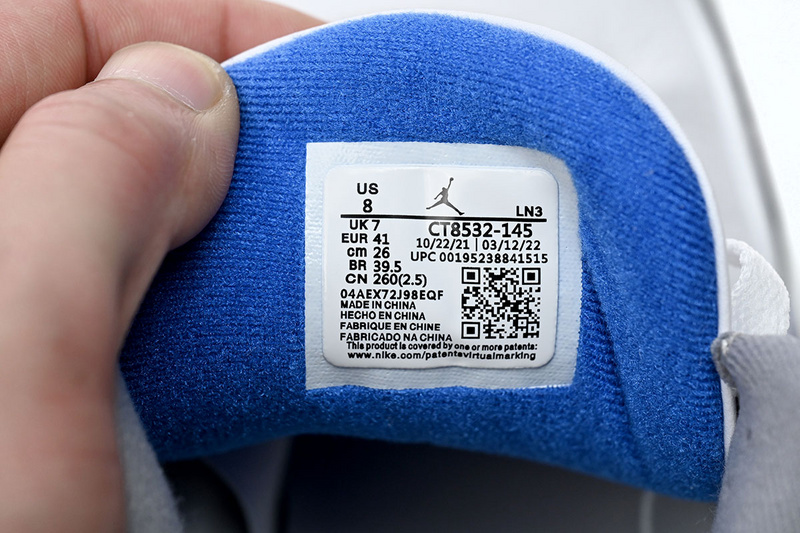 US
8
LN3
UK 7
EUR 41
cm 26
BR 39.5
CN 260(2.5)
CT8532-145
10/22/21 | 03/12/22
UPC 00195238841515
04AEX72J98EQF
MADE IN CHINA
HECHO EN CHINA
FABRIQUE EN CHINE
FABRICADO NA CHINA
This product is covered by one or more patents:
www.nike.com/patentsvirtualmarking